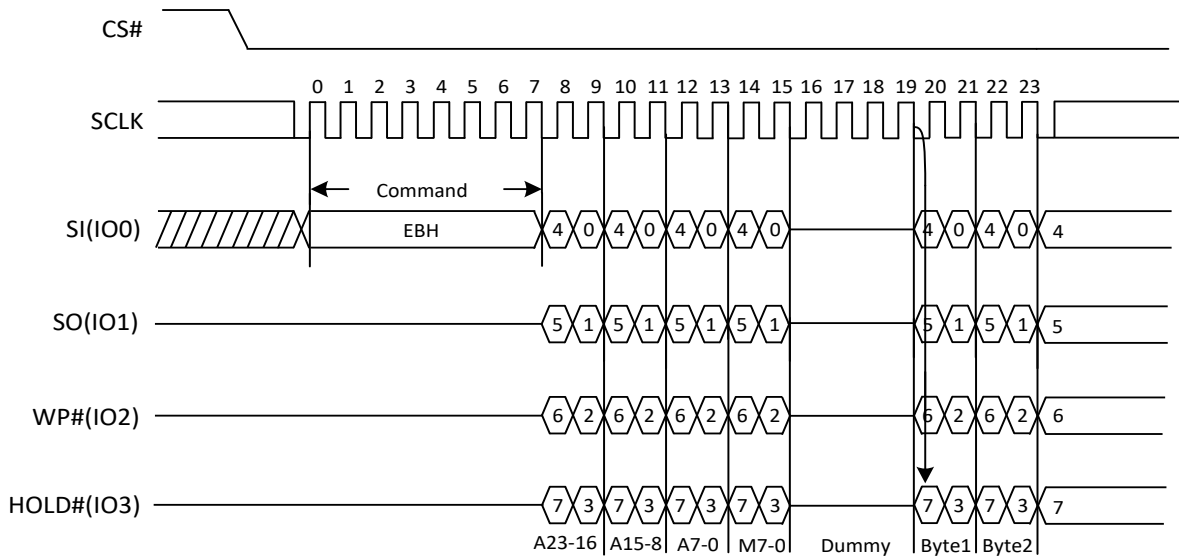 CS#
0 1 2 3 4 5 6 7 8 9 10 11 12 13 14 15 16 17 18 19 20 21 22 23
SCLK
Command
SI(IO0) EBH 4 0 4 0 4 0 4 0 4 0 4 0 4
SO(IO1) 5 1 5 1 5 1 5 1 5 1 5 1 5
WP#(IO2) 6 2 6 2 6 2 6 2 6 2 6 2 6
HOLD#(IO3) 7 3 7 3 7 3 7 3 7 3 7 3 7
A23-16 A15-8 A7-0 M7-0 Dummy Byte1 Byte2